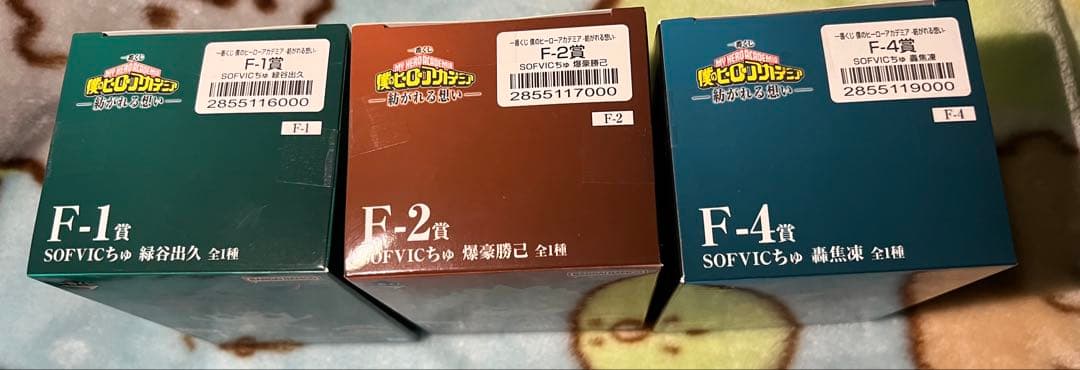 一番くじ
MY HERO ACADEMIA
僕のヒーローアカデミア
―紡がれる想い―
一番くじ 僕のヒーローアカデミア -紡がれる想い-
F-1賞
SOFVICちゅ 緑谷出久
2855116000
F-1
F-1賞
SOFVICちゅ 緑谷出久 全1種
一番くじ
MY HERO ACADEMIA
僕のヒーローアカデミア
―紡がれる想い―
一番くじ 僕のヒーローアカデミア -紡がれる想い-
F-2賞
SOFVICちゅ 爆豪勝己
2855117000
F-2
F-2賞
SOFVICちゅ 爆豪勝己 全1種
一番くじ
MY HERO ACADEMIA
僕のヒーローアカデミア
―紡がれる想い―
一番くじ 僕のヒーローアカデミア -紡がれる想い-
F-4賞
SOFVICちゅ 轟焦凍
2855119000
F-4
F-4賞
SOFVICちゅ 轟焦凍 全1種